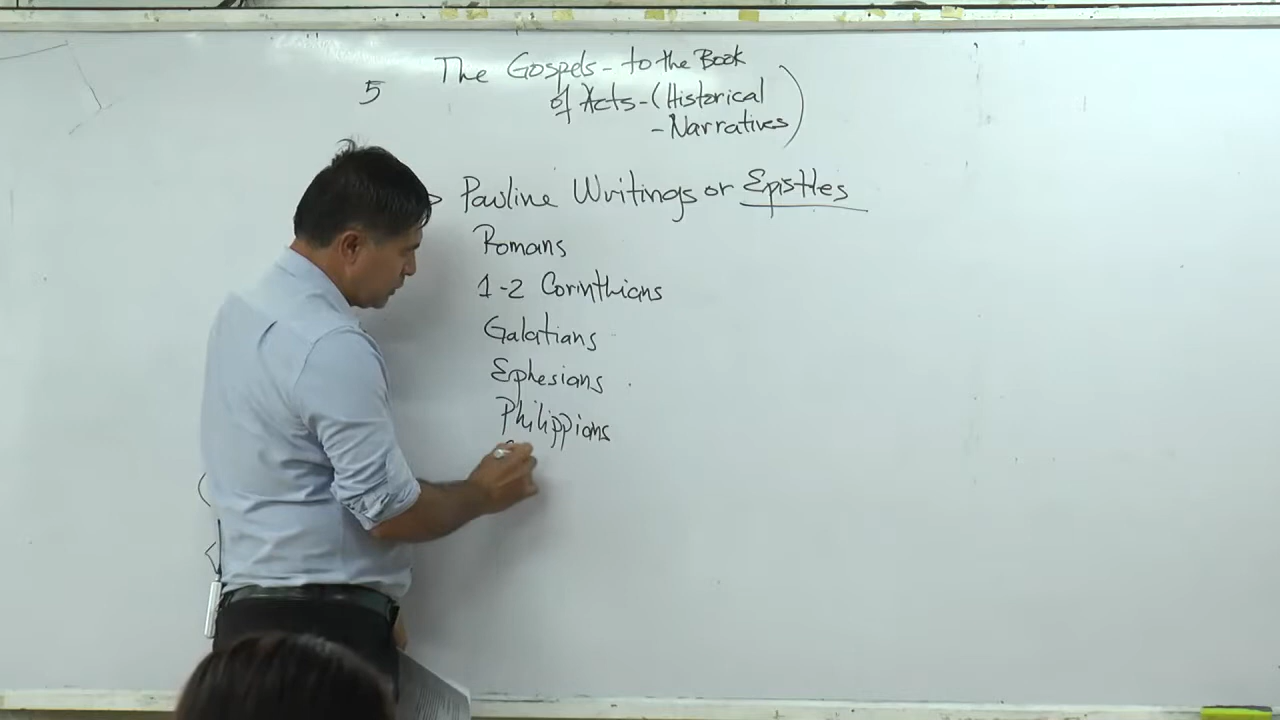 The Gospels - to the Book
5
of Acts - (Historical
- Narratives)
> Pauline Writings or Epistles
Romans
1-2 Corinthians
Galatians
Ephesians
Philippians